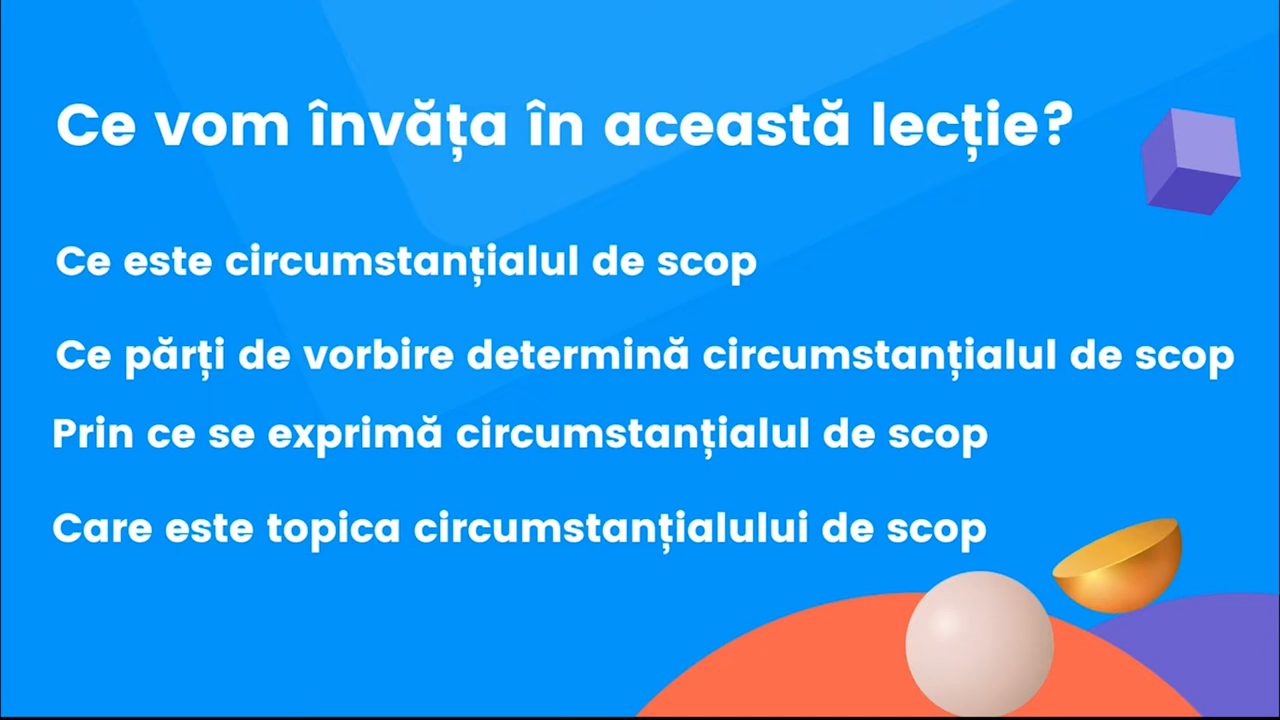 Ce vom învăța în această lecție?
Ce este circumstanțialul de scop
Ce părți de vorbire determină circumstanțialul de scop
Prin ce se exprimă circumstanțialul de scop
Care este topica circumstanțialului de scop